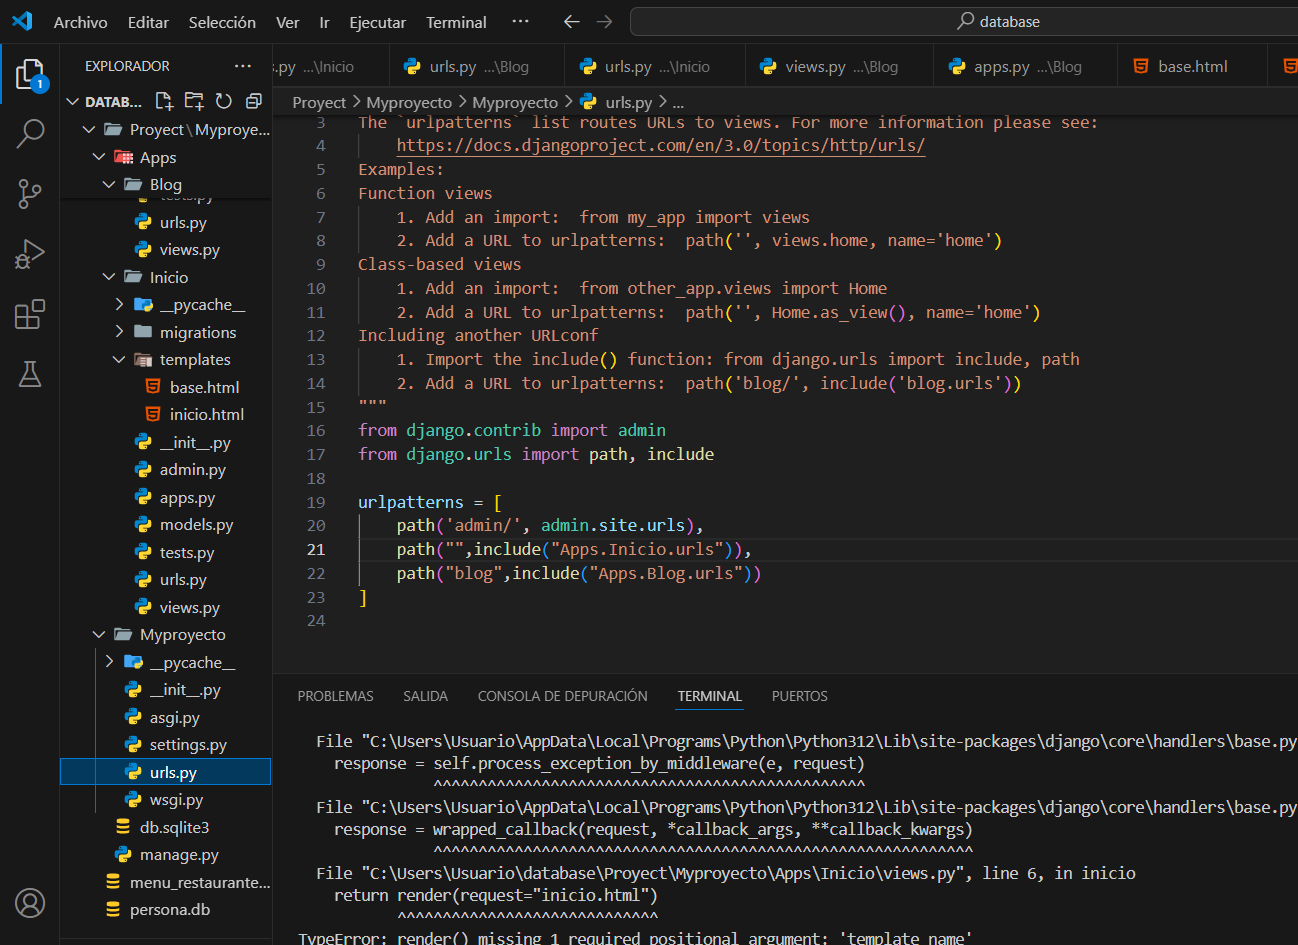 Archivo Editar Selección Ver Ir Ejecutar Terminal ··· database
EXPLORADOR ···
.py ...\Inicio urls.py ...\Blog urls.py ...\Inicio views.py ...\Blog apps.py ...\Blog base.html
1
DATAB...
Proyect > Myproyecto > Myproyecto > urls.py > ...
Proyect\Myproye...
Apps
Blog
urls.py
views.py
Inicio
__pycache__
migrations
templates
base.html
inicio.html
__init__.py
admin.py
apps.py
models.py
tests.py
urls.py
views.py
Myproyecto
__pycache__
__init__.py
asgi.py
settings.py
urls.py
wsgi.py
db.sqlite3
manage.py
menu_restaurante...
persona.db
3 The `urlpatterns` list routes URLs to views. For more information please see:
4 https://docs.djangoproject.com/en/3.0/topics/http/urls/
5 Examples:
6 Function views
7 1. Add an import:  from my_app import views
8 2. Add a URL to urlpatterns:  path('', views.home, name='home')
9 Class-based views
10 1. Add an import:  from other_app.views import Home
11 2. Add a URL to urlpatterns:  path('', Home.as_view(), name='home')
12 Including another URLconf
13 1. Import the include() function: from django.urls import include, path
14 2. Add a URL to urlpatterns:  path('blog/', include('blog.urls'))
15 """
16 from django.contrib import admin
17 from django.urls import path, include
18
19 urlpatterns = [
20 path('admin/', admin.site.urls),
21 path("",include("Apps.Inicio.urls")),
22 path("blog",include("Apps.Blog.urls"))
23 ]
24
PROBLEMAS SALIDA CONSOLA DE DEPURACIÓN TERMINAL PUERTOS
File "C:\Users\Usuario\AppData\Local\Programs\Python\Python312\Lib\site-packages\django\core\handlers\base.py
response = self.process_exception_by_middleware(e, request)
^^^^^^^^^^^^^^^^^^^^^^^^^^^^^^^^^^^^^^^^^^^^^^^^
File "C:\Users\Usuario\AppData\Local\Programs\Python\Python312\Lib\site-packages\django\core\handlers\base.py
response = wrapped_callback(request, *callback_args, **callback_kwargs)
^^^^^^^^^^^^^^^^^^^^^^^^^^^^^^^^^^^^^^^^^^^^^^^^^^^^^^^^^^^^
File "C:\Users\Usuario\database\Proyect\Myproyecto\Apps\Inicio\views.py", line 6, in inicio
return render(request="inicio.html")
^^^^^^^^^^^^^^^^^^^^^^^^^^^^^
TypeError: render() missing 1 required positional argument: 'template_name'